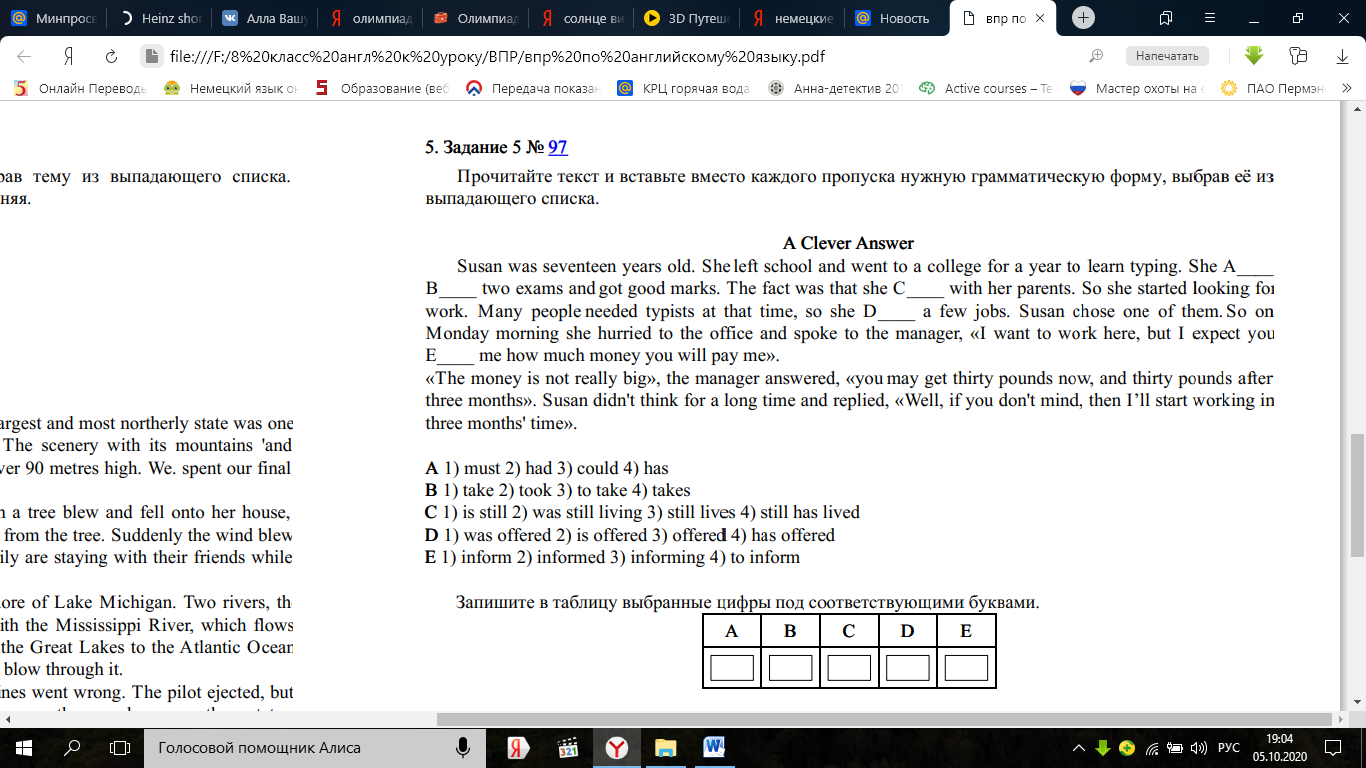 Минпросв
Heinz shor
Алла Вашу
олимпиад
Олимпиад
солнце ви
3D Путеше
немецкие
Новость
впр по
file:///F:/8%20класс%20англ%20к%20уроку/ВПР/впр%20по%20английскому%20языку.pdf
Напечатать
Онлайн Переводч
Немецкий язык он
Образование (веб
Передача показан
КРЦ горячая вода
Анна-детектив 20
Active courses – Te
Мастер охоты на е
ПАО Пермэн
рав тему из выпадающего списка.
няя.
argest and most northerly state was one
The scenery with its mountains 'and
ver 90 metres high. We. spent our final
n a tree blew and fell onto her house,
from the tree. Suddenly the wind blew
ily are staying with their friends while
ore of Lake Michigan. Two rivers, th
ith the Mississippi River, which flows
the Great Lakes to the Atlantic Ocean
blow through it.
ines went wrong. The pilot ejected, but
5. Задание 5 № 97
Прочитайте текст и вставьте вместо каждого пропуска нужную грамматическую форму, выбрав её из
выпадающего списка.
A Clever Answer
Susan was seventeen years old. She left school and went to a college for a year to learn typing. She A____
B____ two exams and got good marks. The fact was that she C____ with her parents. So she started looking for
work. Many people needed typists at that time, so she D____ a few jobs. Susan chose one of them. So on
Monday morning she hurried to the office and spoke to the manager, «I want to work here, but I expect you
E____ me how much money you will pay me».
«The money is not really big», the manager answered, «you may get thirty pounds now, and thirty pounds after
three months». Susan didn't think for a long time and replied, «Well, if you don't mind, then I’ll start working in
three months' time».
A 1) must 2) had 3) could 4) has
B 1) take 2) took 3) to take 4) takes
C 1) is still 2) was still living 3) still lives 4) still has lived
D 1) was offered 2) is offered 3) offered 4) has offered
E 1) inform 2) informed 3) informing 4) to inform
Запишите в таблицу выбранные цифры под соответствующими буквами.
A B C D E
Голосовой помощник Алиса
321
РУС
19:04
05.10.2020